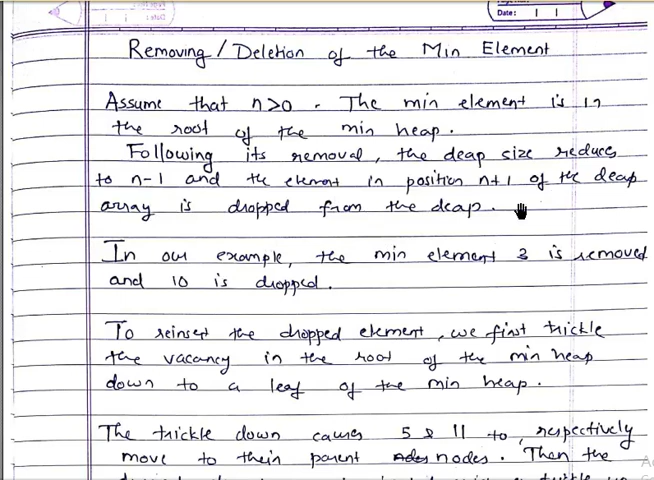 Date:
Removing / Deletion of the Min Element
Assume that n>0. The min element is in
the root of the min heap.
Following its removal, the deap size reduces
to n-1 and the element in position n+1 of the deap
array is dropped from the deap.
In our example, the min element 3 is removed
and 10 is dropped.
To reinsert the dropped element, we first trickle
the vacancy in the root of the min heap
down to a leaf of the min heap.
The trickle down causes 5 & 11 to, respectively
move to their parent nodes. Then the